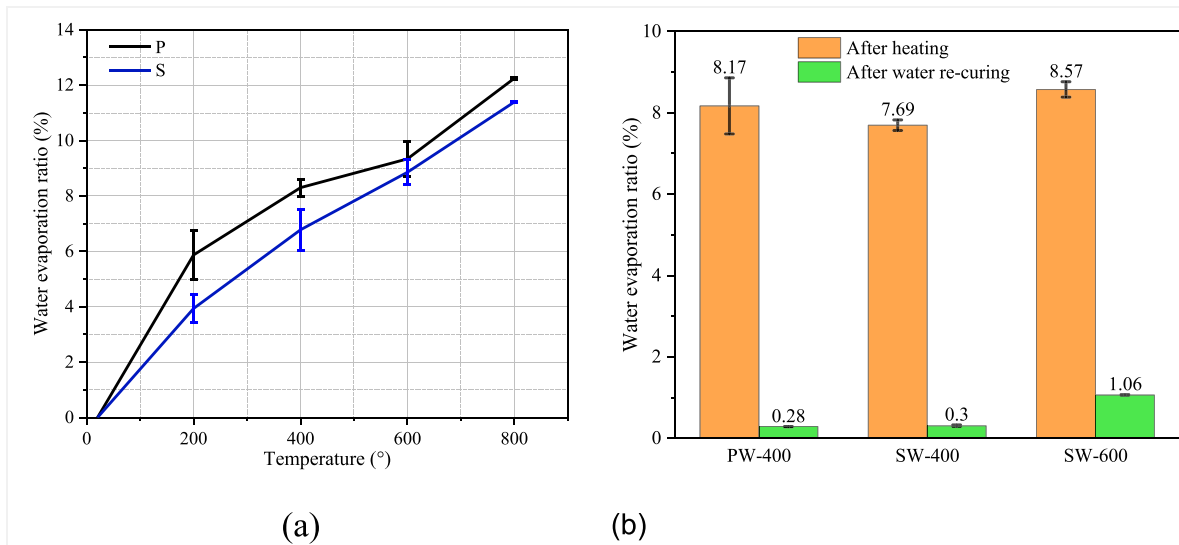 14
12
10
8
6
4
2
0
Water evaporation ratio (%)
P
S
0
200
400
600
800
Temperature (°)
(a)
10
8
6
4
2
0
Water evaporation ratio (%)
After heating
After water re-curing
8.17
0.28
7.69
0.3
8.57
1.06
PW-400
SW-400
SW-600
(b)